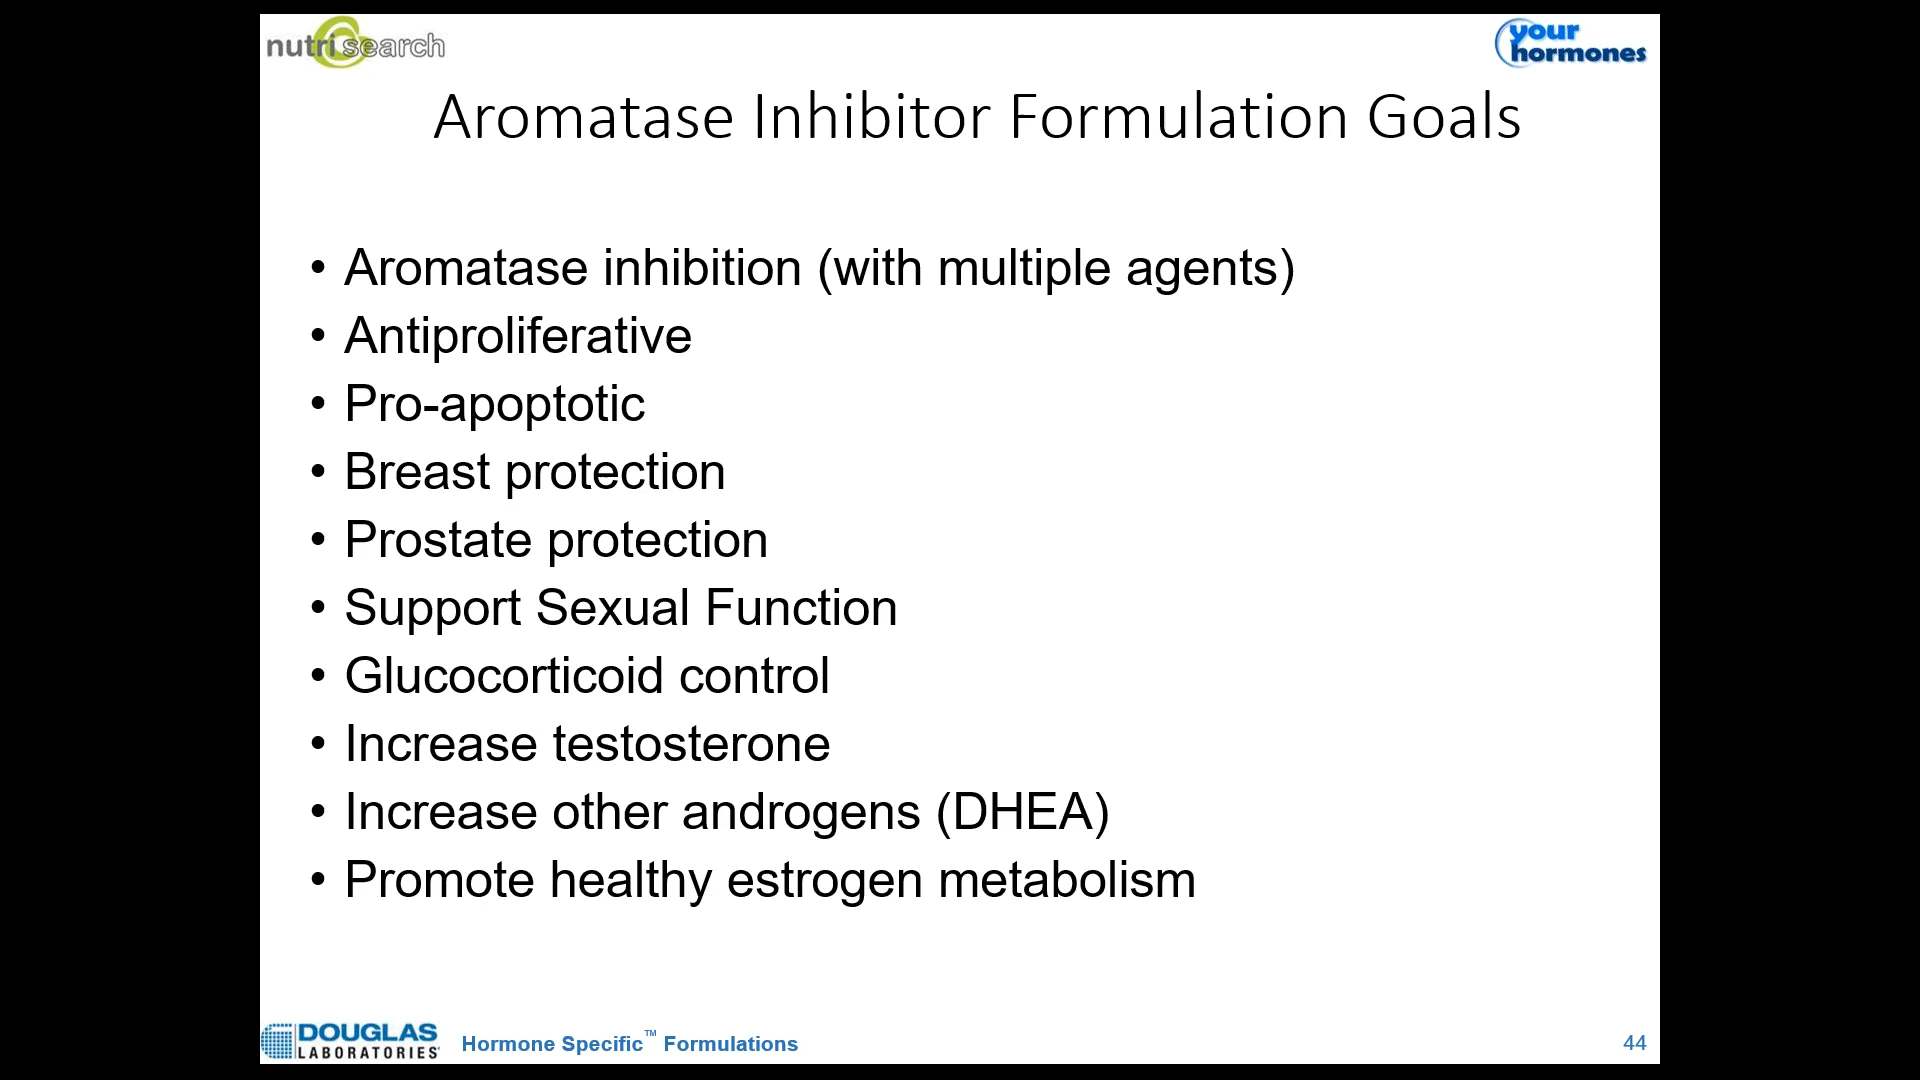 nutrisearch
your
hormones
Aromatase Inhibitor Formulation Goals
• Aromatase inhibition (with multiple agents)
• Antiproliferative
• Pro-apoptotic
• Breast protection
• Prostate protection
• Support Sexual Function
• Glucocorticoid control
• Increase testosterone
• Increase other androgens (DHEA)
• Promote healthy estrogen metabolism
DOUGLAS
LABORATORIES
Hormone Specific™ Formulations
44